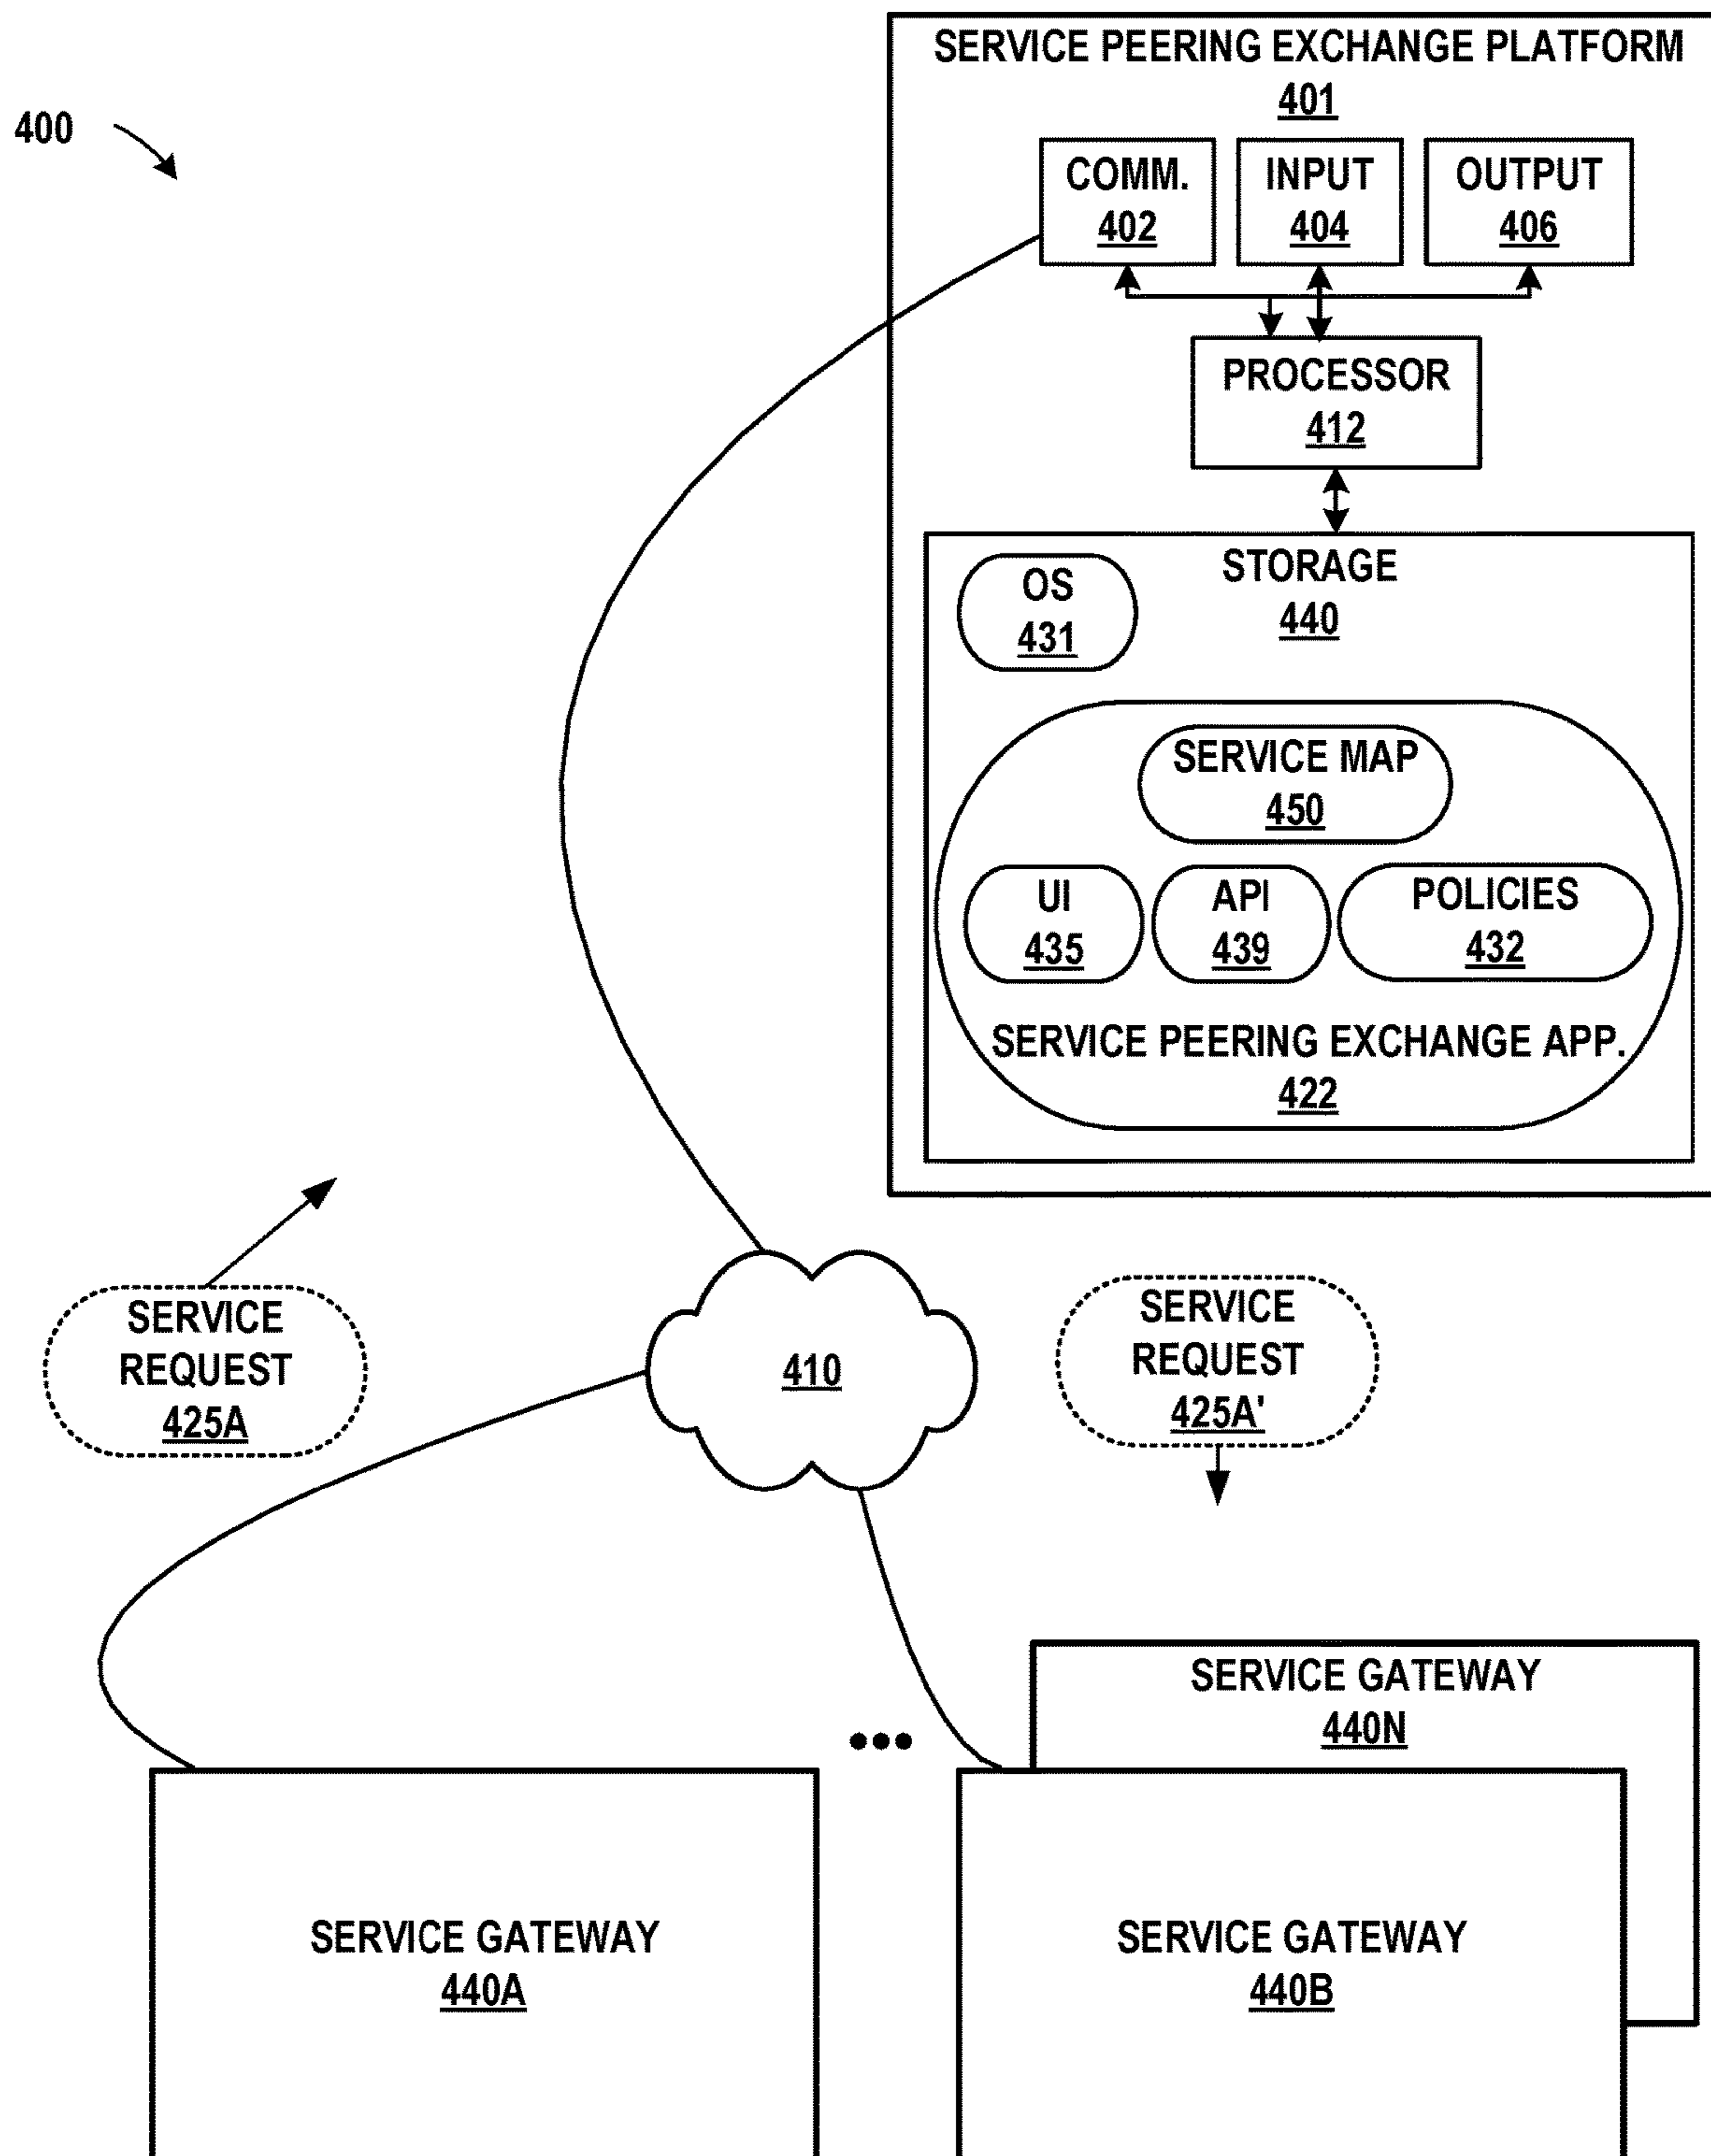 SERVICE PEERING EXCHANGE PLATFORM
401
400
COMM.
402
INPUT
404
OUTPUT
406
PROCESSOR
412
STORAGE
440
OS
431
SERVICE MAP
450
UI
435
API
439
POLICIES
432
SERVICE PEERING EXCHANGE APP.
422
SERVICE
REQUEST
425A
410
SERVICE
REQUEST
425A'
SERVICE GATEWAY
440N
SERVICE GATEWAY
440A
SERVICE GATEWAY
440B